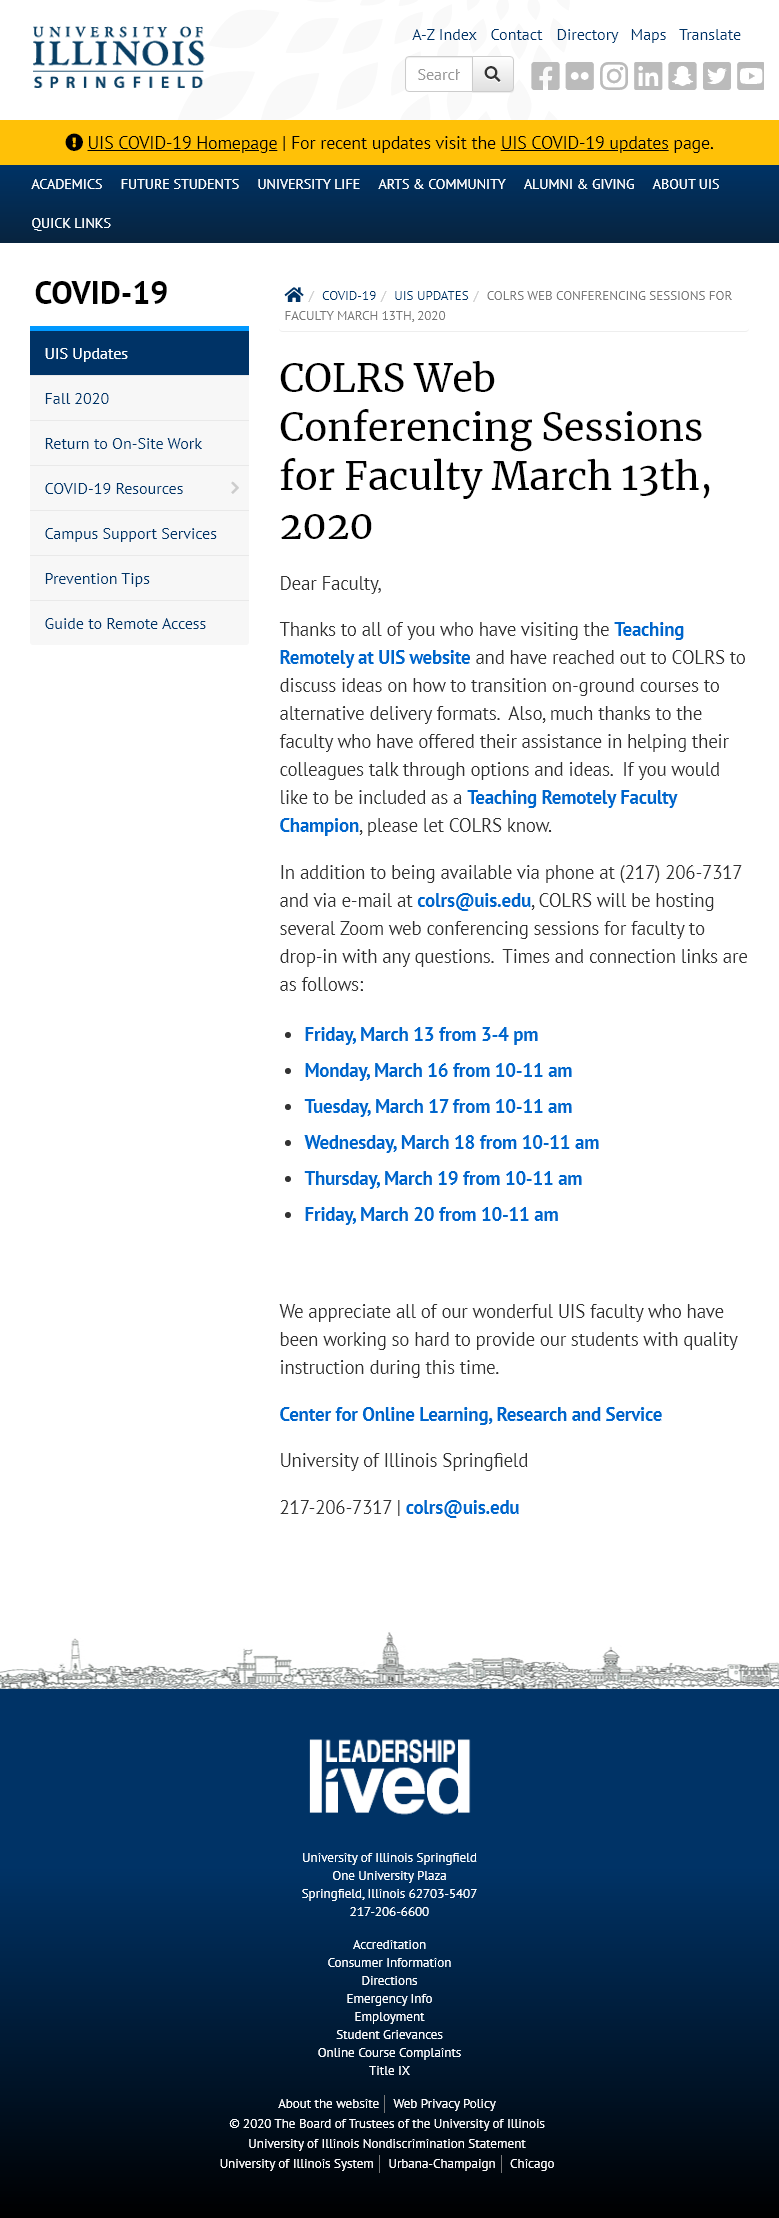 UNIVERSITY OF
ILLINOIS
SPRINGFIELD
A-Z Index Contact Directory Maps Translate
Search
UIS COVID-19 Homepage | For recent updates visit the UIS COVID-19 updates page.
ACADEMICS FUTURE STUDENTS UNIVERSITY LIFE ARTS & COMMUNITY ALUMNI & GIVING ABOUT UIS
QUICK LINKS
COVID-19
UIS Updates
Fall 2020
Return to On-Site Work
COVID-19 Resources
Campus Support Services
Prevention Tips
Guide to Remote Access
/ COVID-19 / UIS UPDATES / COLRS WEB CONFERENCING SESSIONS FOR
FACULTY MARCH 13TH, 2020
COLRS Web
Conferencing Sessions
for Faculty March 13th,
2020
Dear Faculty,
Thanks to all of you who have visiting the Teaching
Remotely at UIS website and have reached out to COLRS to
discuss ideas on how to transition on-ground courses to
alternative delivery formats. Also, much thanks to the
faculty who have offered their assistance in helping their
colleagues talk through options and ideas. If you would
like to be included as a Teaching Remotely Faculty
Champion, please let COLRS know.
In addition to being available via phone at (217) 206-7317
and via e-mail at colrs@uis.edu, COLRS will be hosting
several Zoom web conferencing sessions for faculty to
drop-in with any questions. Times and connection links are
as follows:
• Friday, March 13 from 3-4 pm
• Monday, March 16 from 10-11 am
• Tuesday, March 17 from 10-11 am
• Wednesday, March 18 from 10-11 am
• Thursday, March 19 from 10-11 am
• Friday, March 20 from 10-11 am
We appreciate all of our wonderful UIS faculty who have
been working so hard to provide our students with quality
instruction during this time.
Center for Online Learning, Research and Service
University of Illinois Springfield
217-206-7317 | colrs@uis.edu
LEADERSHIP
lived
University of Illinois Springfield
One University Plaza
Springfield, Illinois 62703-5407
217-206-6600
Accreditation
Consumer Information
Directions
Emergency Info
Employment
Student Grievances
Online Course Complaints
Title IX
About the website | Web Privacy Policy
© 2020 The Board of Trustees of the University of Illinois
University of Illinois Nondiscrimination Statement
University of Illinois System | Urbana-Champaign | Chicago